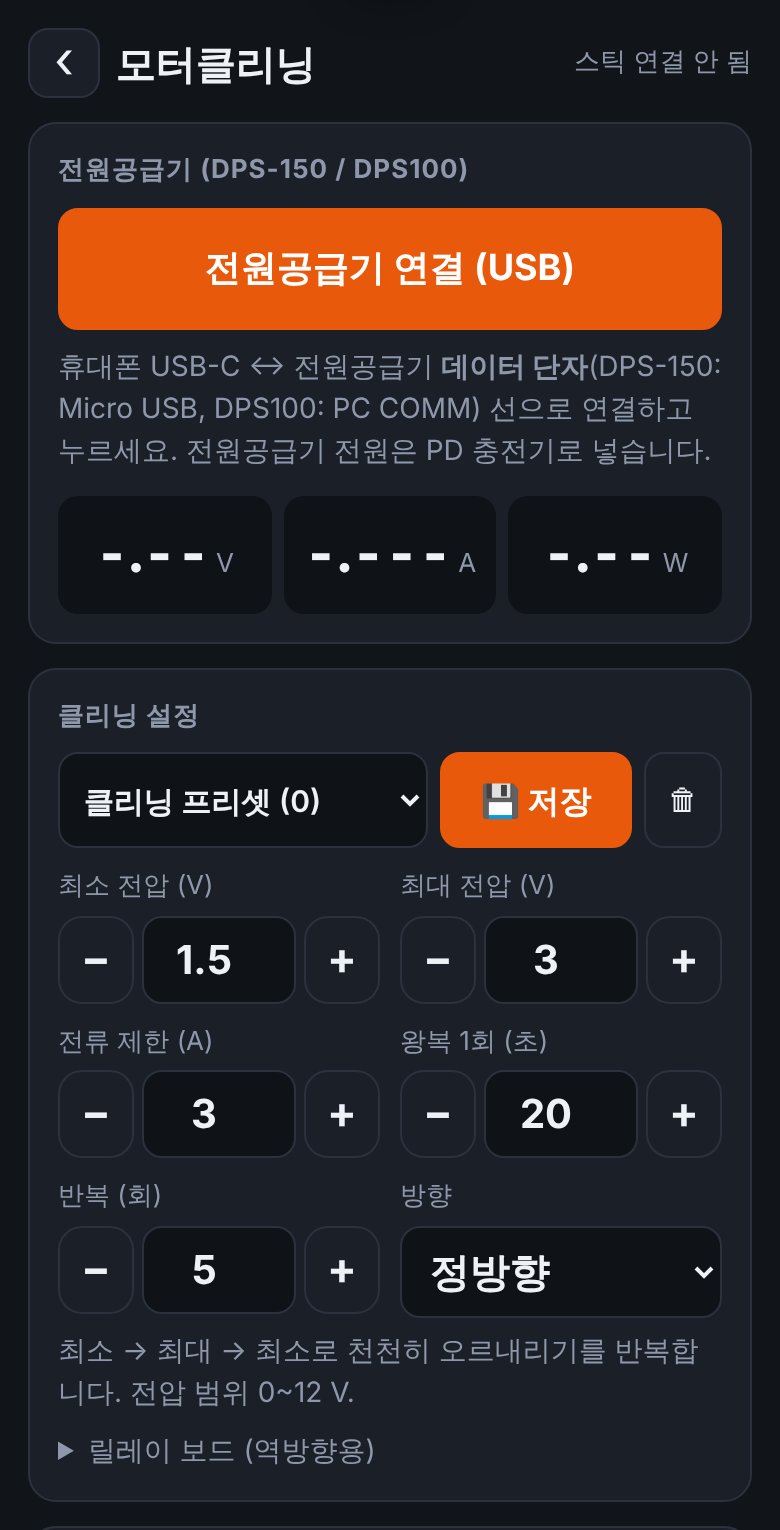 모터클리닝
스틱 연결 안 됨
전원공급기 (DPS-150 / DPS100)
전원공급기 연결 (USB)
휴대폰 USB-C ↔ 전원공급기 데이터 단자(DPS-150:
Micro USB, DPS100: PC COMM) 선으로 연결하고
누르세요. 전원공급기 전원은 PD 충전기로 넣습니다.
-.-- V
-.--- A
-.-- W
클리닝 설정
클리닝 프리셋 (0)
💾 저장
🗑
최소 전압 (V)
최대 전압 (V)
− 1.5 +
− 3 +
전류 제한 (A)
왕복 1회 (초)
− 3 +
− 20 +
반복 (회)
방향
− 5 +
정방향
최소 → 최대 → 최소로 천천히 오르내리기를 반복합
니다. 전압 범위 0~12 V.
▶ 릴레이 보드 (역방향용)